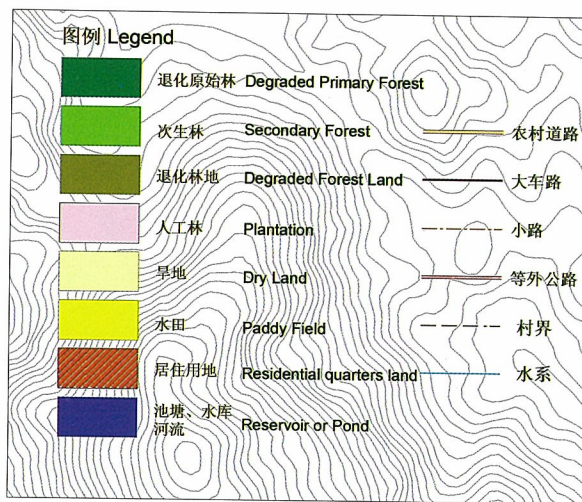 图例 Legend
退化原始林 Degraded Primary Forest
次生林 Secondary Forest
退化林地 Degraded Forest Land
人工林 Plantation
旱地 Dry Land
水田 Paddy Field
居住用地 Residential quarters land
池塘、水库
河流 Reservoir or Pond
农村道路
大车路
小路
等外公路
村界
水系